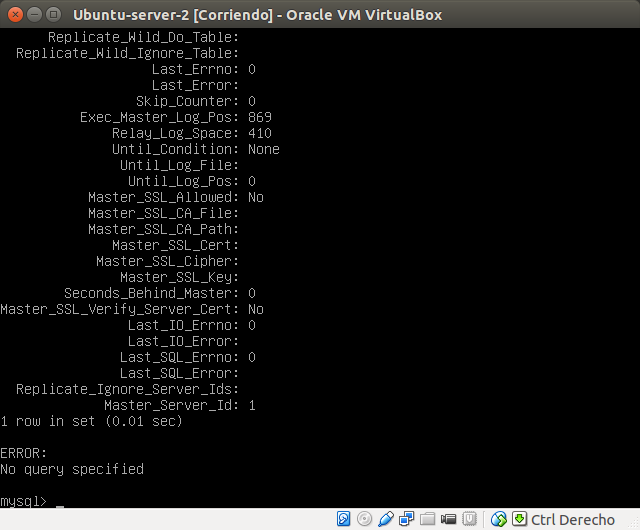 Ubuntu-server-2 [Corriendo] - Oracle VM VirtualBox
Replicate_Wild_Do_Table:
Replicate_Wild_Ignore_Table:
Last_Errno: 0
Last_Error:
Skip_Counter: 0
Exec_Master_Log_Pos: 869
Relay_Log_Space: 410
Until_Condition: None
Until_Log_File:
Until_Log_Pos: 0
Master_SSL_Allowed: No
Master_SSL_CA_File:
Master_SSL_CA_Path:
Master_SSL_Cert:
Master_SSL_Cipher:
Master_SSL_Key:
Seconds_Behind_Master: 0
Master_SSL_Verify_Server_Cert: No
Last_IO_Errno: 0
Last_IO_Error:
Last_SQL_Errno: 0
Last_SQL_Error:
Replicate_Ignore_Server_Ids:
Master_Server_Id: 1
1 row in set (0.01 sec)
ERROR:
No query specified
mysql> _
Ctrl Derecho